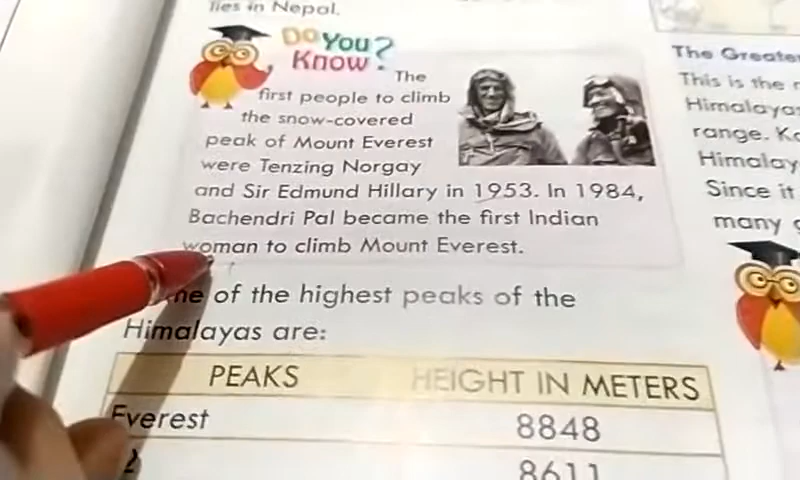 lies in Nepal.
Do You
Know?
The
first people to climb
the snow-covered
peak of Mount Everest
were Tenzing Norgay
and Sir Edmund Hillary in 1953. In 1984,
Bachendri Pal became the first Indian
woman to climb Mount Everest.
of the highest peaks of the
Himalayas are:
PEAKS HEIGHT IN METERS
Everest 8848
8611
The Greater
This is the
Himalaya
range.
Himalay
Since it
many